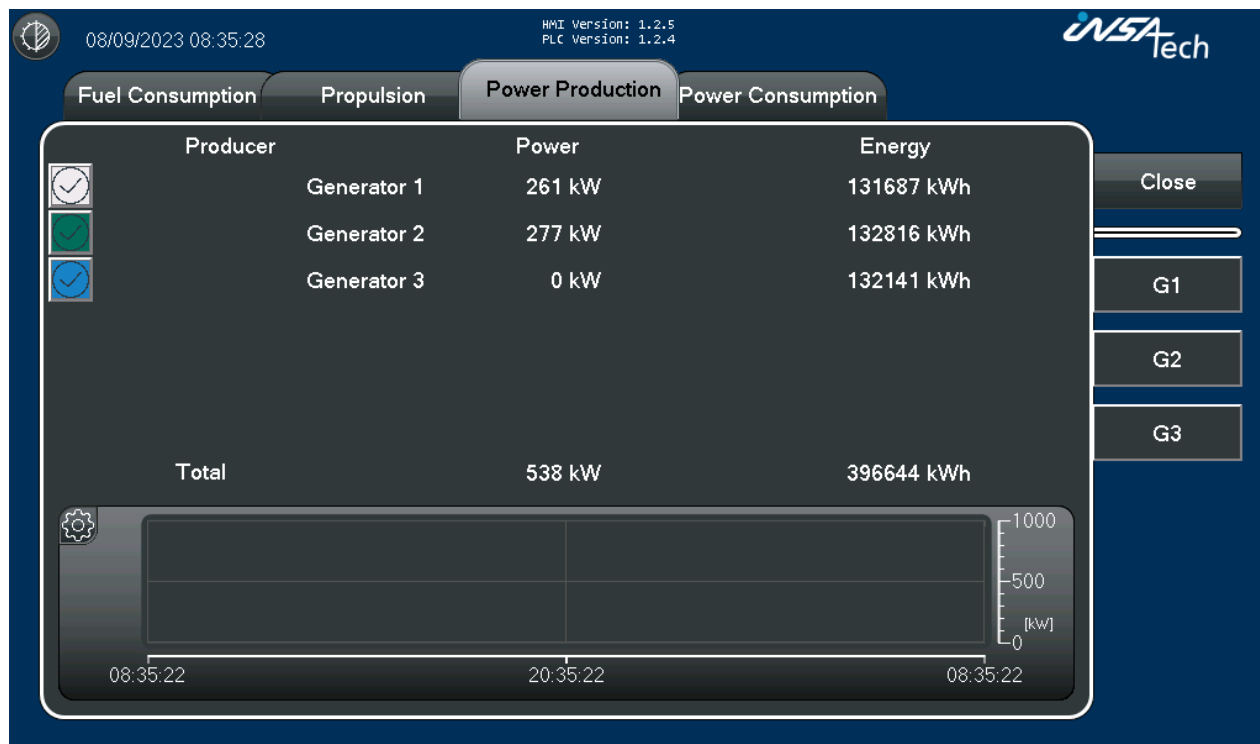 08/09/2023 08:35:28
HMI Version: 1.2.5
PLC Version: 1.2.4
iNSATech
Fuel Consumption Propulsion Power Production Power Consumption
Producer Power Energy
Generator 1 261 kW 131687 kWh
Generator 2 277 kW 132816 kWh
Generator 3 0 kW 132141 kWh
Total 538 kW 396644 kWh
Close
G1
G2
G3
1000
500
[kW]
0
08:35:22 20:35:22 08:35:22